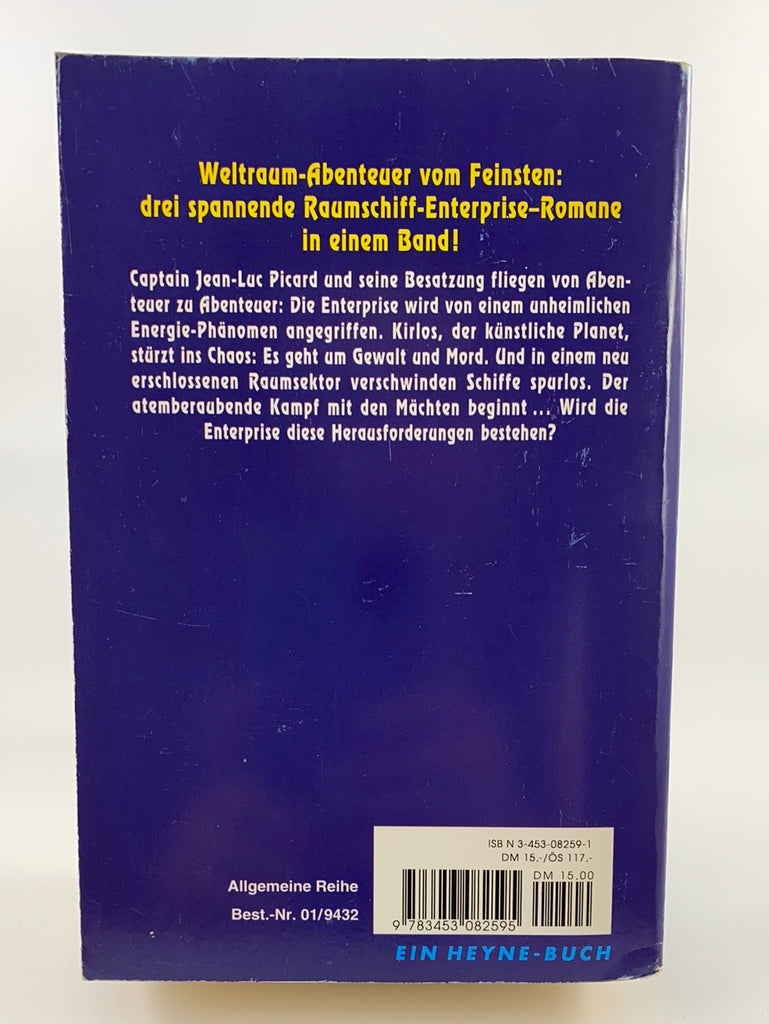 Weltraum-Abenteuer vom Feinsten:
drei spannende Raumschiff-Enterprise-Romane
in einem Band!
Captain Jean-Luc Picard und seine Besatzung fliegen von Aben-
teuer zu Abenteuer: Die Enterprise wird von einem unheimlichen
Energie-Phänomen angegriffen. Kirlos, der künstliche Planet,
stürzt ins Chaos: Es geht um Gewalt und Mord. Und in einem neu
erschlossenen Raumsektor verschwinden Schiffe spurlos. Der
atemberaubende Kampf mit den Mächten beginnt ... Wird die
Enterprise diese Herausforderungen bestehen?
ISBN 3-453-08259-1
DM 15,-/ÖS 117,-
DM 15,00
9 783453 082595
Allgemeine Reihe
Best.-Nr. 01/9432
EIN HEYNE-BUCH